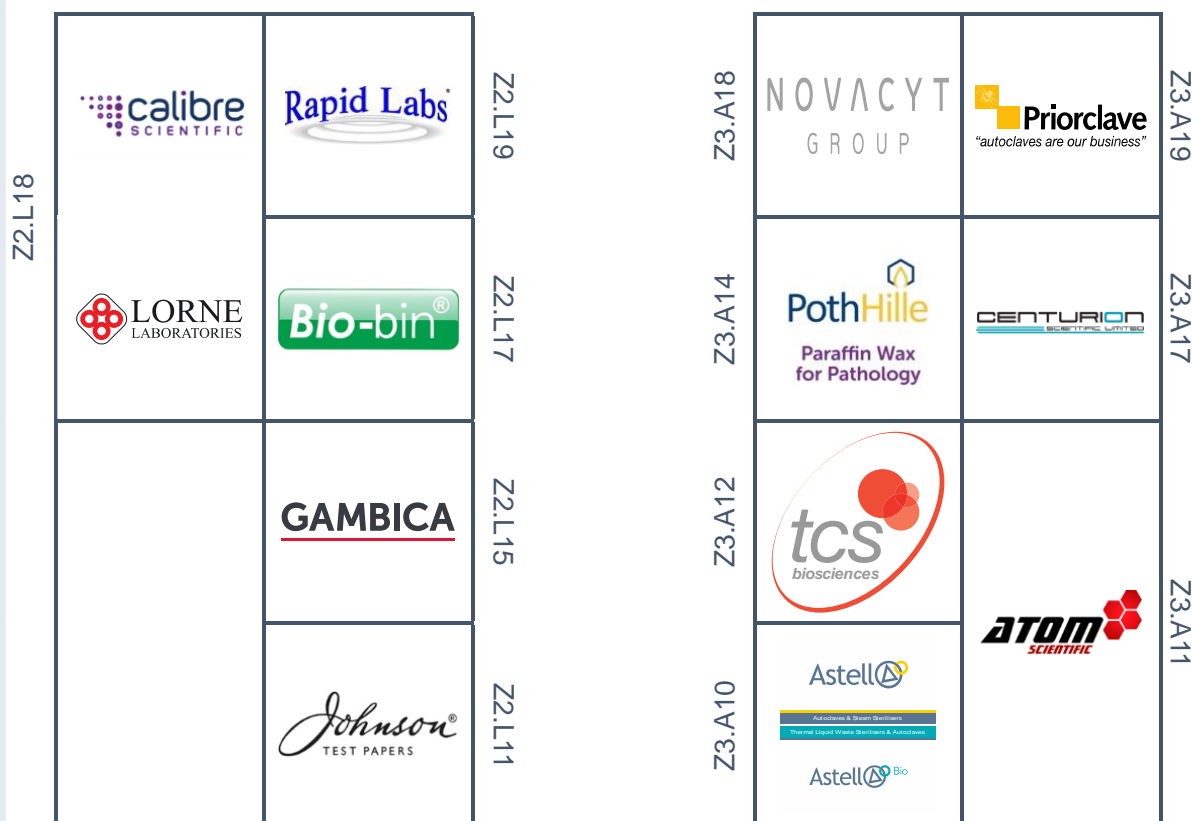 Z2.L18
calibre
SCIENTIFIC
Rapid Labs
Z2.L19
LORNE
LABORATORIES
Bio-bin®
Z2.L17
GAMBICA
Z2.L15
Johnson®
TEST PAPERS
Z2.L11
Z3.A18
NOVACYT
GROUP
Priorclave
“autoclaves are our business”
Z3.A19
Z3.A14
PothHille
Paraffin Wax
for Pathology
CENTURION
SCIENTIFIC LIMITED
Z3.A17
Z3.A12
tcs
biosciences
ATOM
SCIENTIFIC
Z3.A11
Z3.A10
Astell
Autoclaves & Steam Sterilisers
Thermal Liquid Waste Sterilisers & Autoclaves
Astell Bio